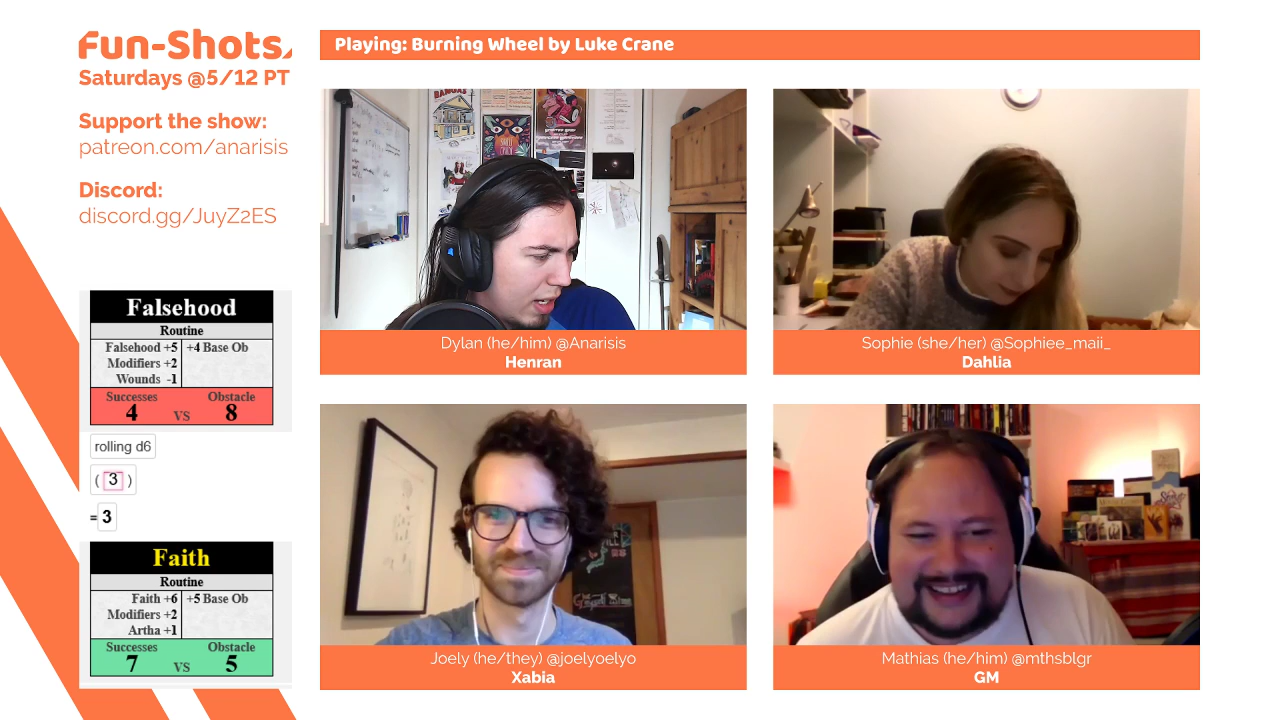 Fun-Shots
Saturdays @5/12 PT
Support the show:
patreon.com/anarisis
Discord:
discord.gg/JuyZ2ES
Playing: Burning Wheel by Luke Crane
Dylan (he/him) @Anarisis
Henran
Sophie (she/her) @Sophiee_maii_
Dahlia
Falsehood
Routine
Falsehood +5 +4 Base Ob
Modifiers +2
Wounds -1
Successes Obstacle
4 VS 8
rolling d6
( 3 )
=3
Faith
Routine
Faith +6 +5 Base Ob
Modifiers +2
Artha +1
Successes Obstacle
7 VS 5
Joely (he/they) @joelyoelyo
Xabia
Mathias (he/him) @mthsblgr
GM